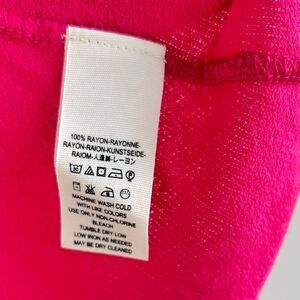 100% RAYON-RAYONNE-
RAYÓN-RAION-KUNSTSEIDE-
RAIOM-人造絲-レーヨン
MACHINE WASH COLD
WITH LIKE COLORS
USE ONLY NON-CHLORINE
BLEACH
TUMBLE DRY LOW
LOW IRON AS NEEDED
MAY BE DRY CLEANED